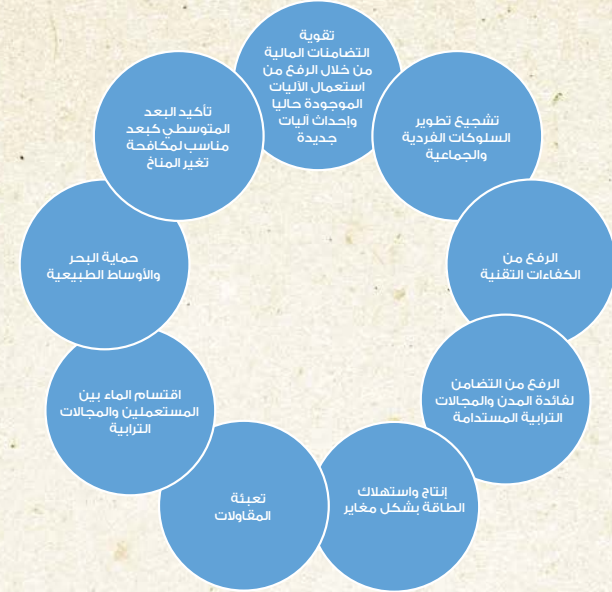 تقوية
التضامنات المالية
من خلال الرفع من
استعمال الآليات
الموجودة حاليا
وإحداث آليات
جديدة
تشجيع تطوير
السلوكات الفردية
والجماعية
الرفع من
الكفاءات التقنية
الرفع من التضامن
لفائدة المدن والمجالات
الترابية المستدامة
إنتاج واستهلاك
الطاقة بشكل مغاير
تعبئة
المقاولات
اقتسام الماء بين
المستعملين والمجالات
الترابية
حماية البحر
والأوساط الطبيعية
تأكيد البعد
المتوسطي كبعد
مناسب لمكافحة
تغير المناخ